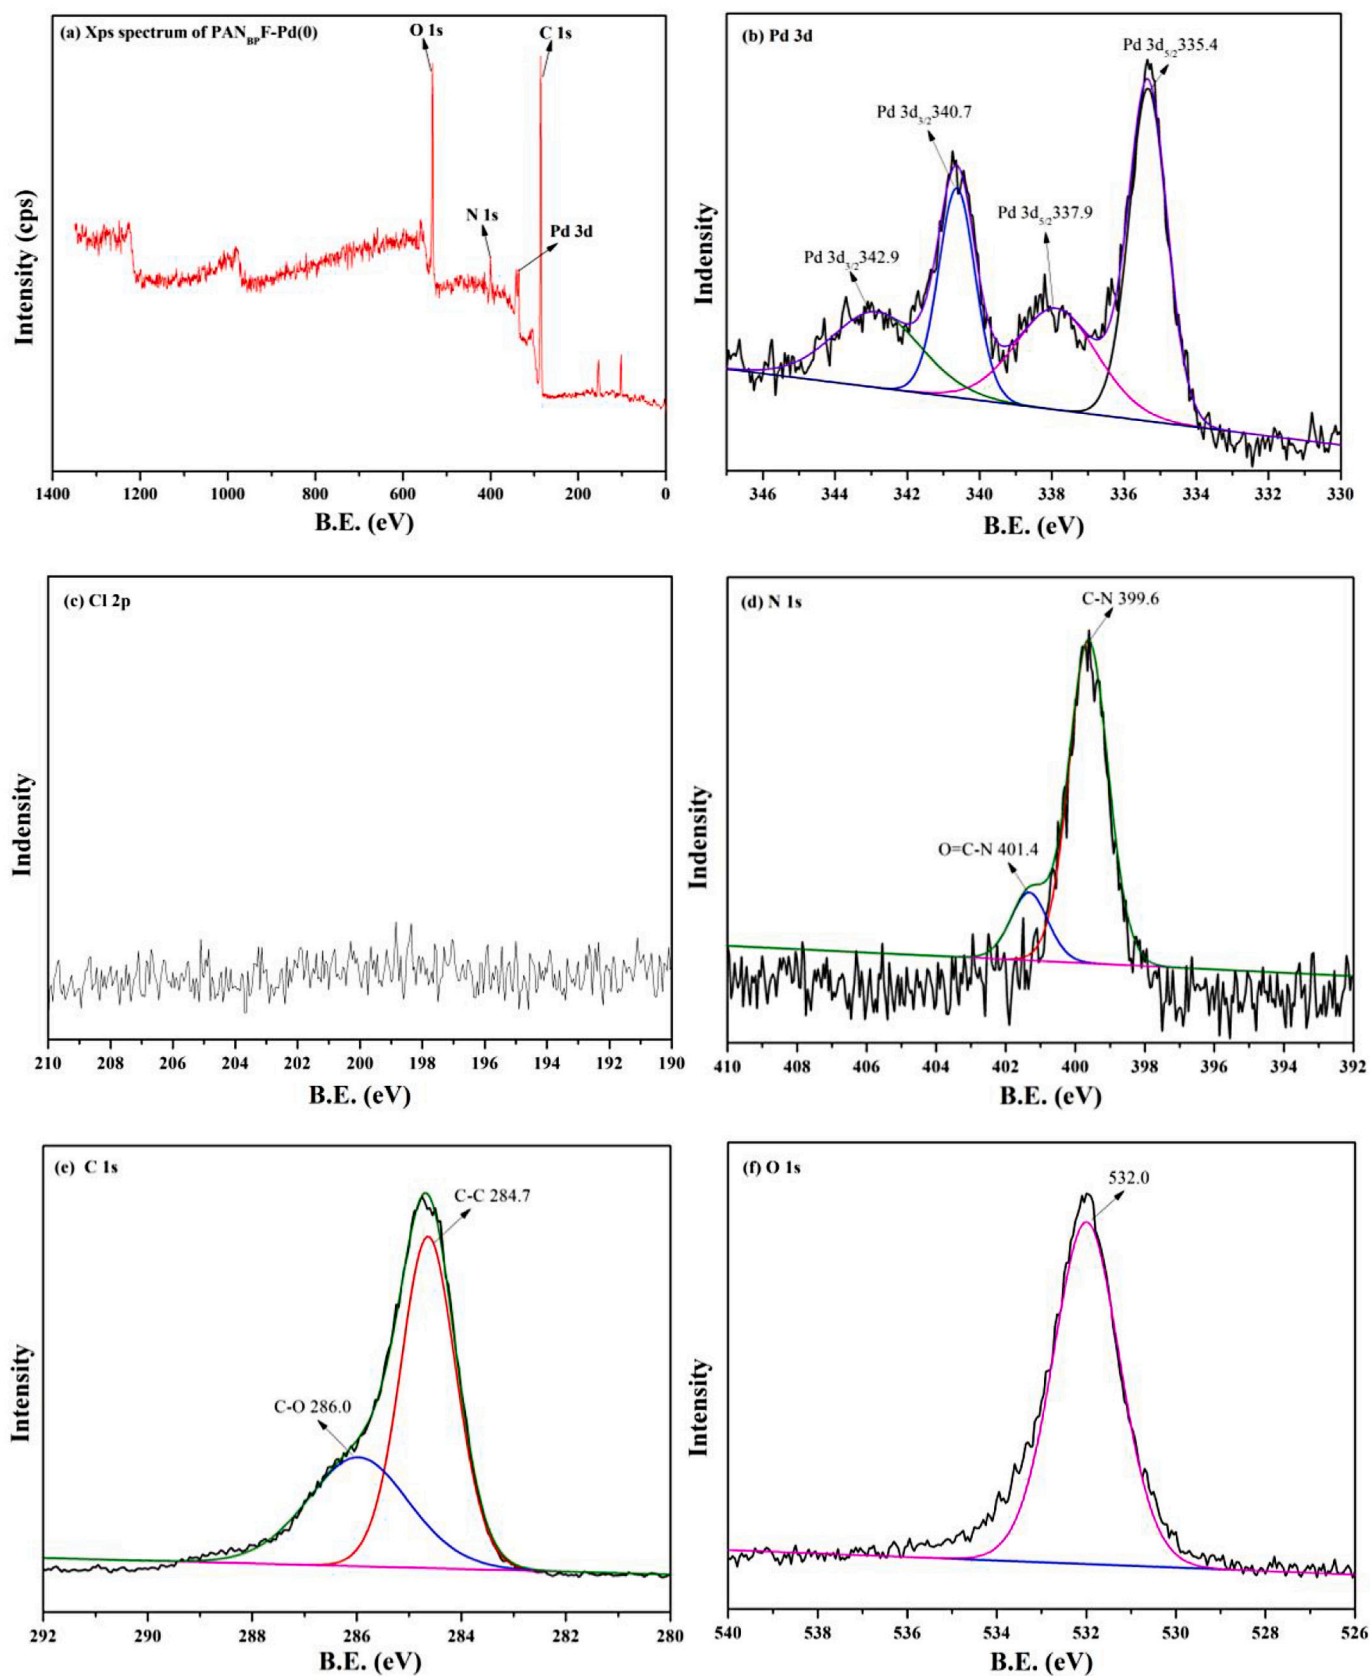 (a) Xps spectrum of PAN_BP F-Pd(0)
O 1s
C 1s
N 1s
Pd 3d
Intensity (cps)
1400 1200 1000 800 600 400 200 0
B.E. (eV)
(b) Pd 3d
Pd 3d5/2 335.4
Pd 3d3/2 340.7
Pd 3d5/2 337.9
Pd 3d3/2 342.9
Indensity
346 344 342 340 338 336 334 332 330
B.E. (eV)
(c) Cl 2p
Indensity
210 208 206 204 202 200 198 196 194 192 190
B.E. (eV)
(d) N 1s
C-N 399.6
O=C-N 401.4
Indensity
410 408 406 404 402 400 398 396 394 392
B.E. (eV)
(e) C 1s
C-C 284.7
C-O 286.0
Intensity
292 290 288 286 284 282 280
B.E. (eV)
(f) O 1s
532.0
Intensity
540 538 536 534 532 530 528 526
B.E. (eV)